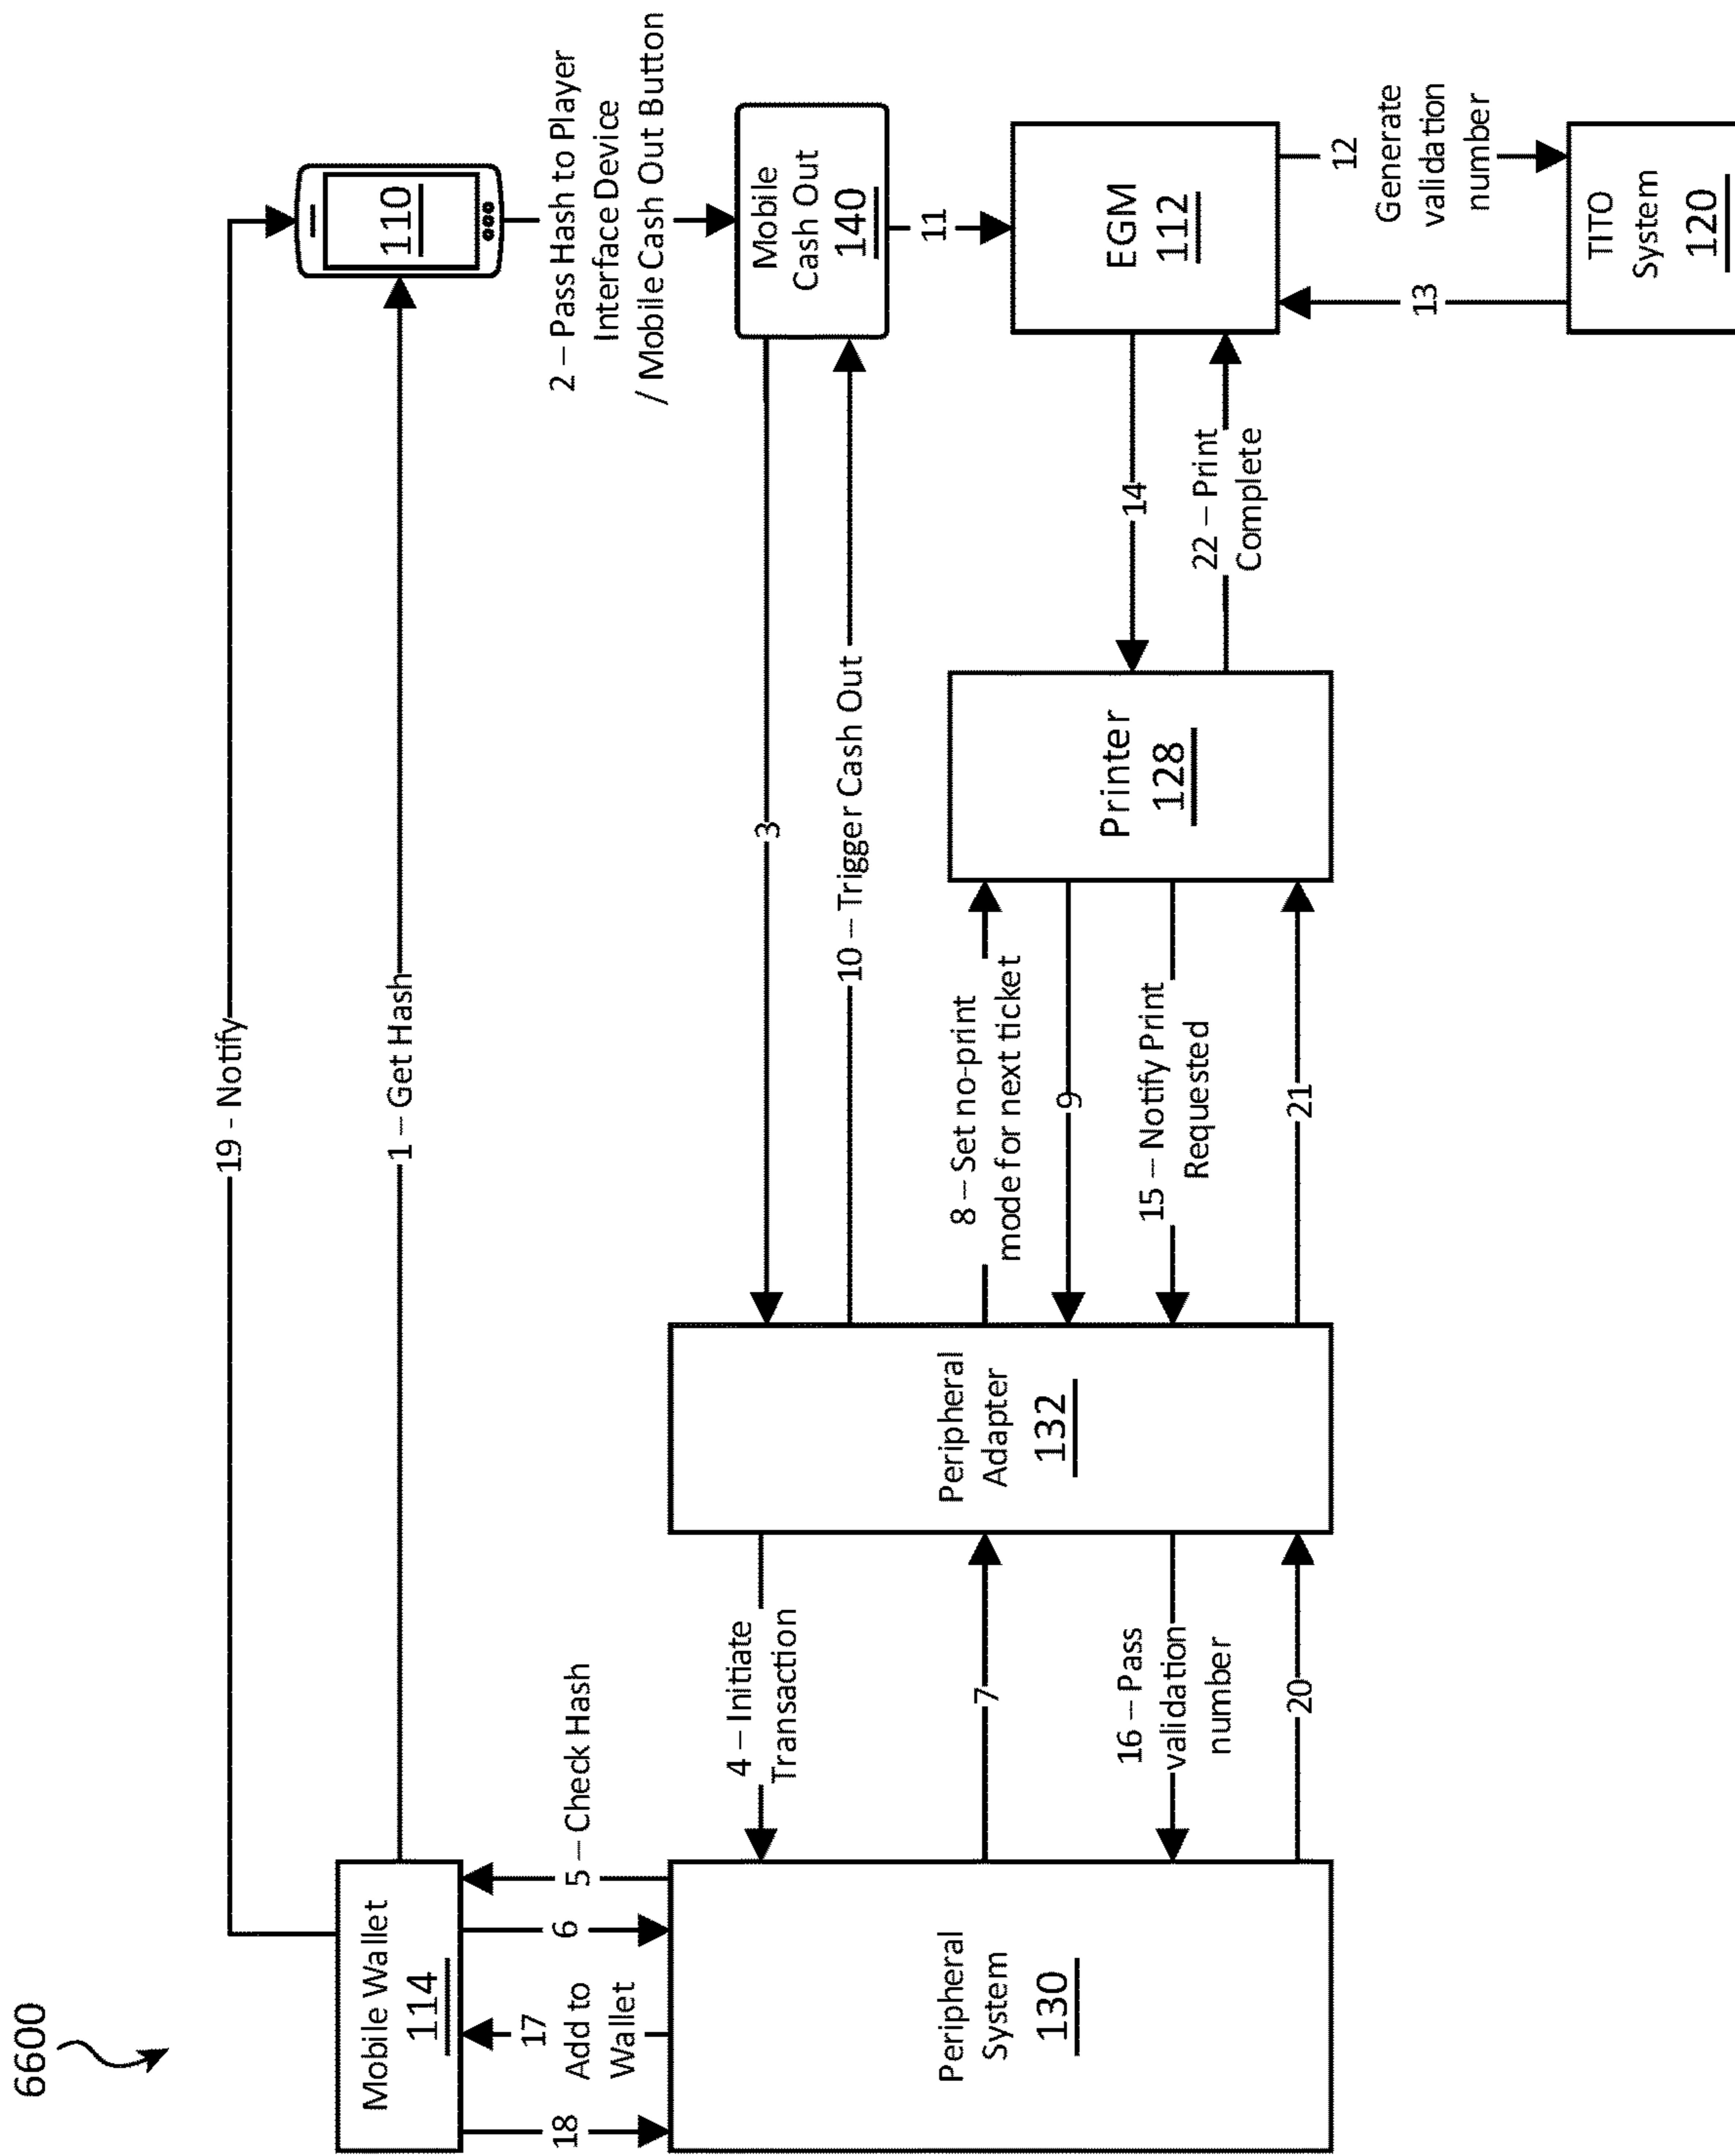 6600
19 - Notify
1 – Get Hash
Mobile Wallet
114
110
2 – Pass Hash to Player
Interface Device
/ Mobile Cash Out Button
18
17
Add to
Wallet
6
5 – Check Hash
Peripheral
System
130
4 – Initiate
Transaction
7
16 – Pass
validation
number
20
Peripheral
Adapter
132
3
10 – Trigger Cash Out
8 – Set no-print
mode for next ticket
9
15 – Notify Print
Requested
21
Printer
128
14
22 – Print
Complete
Mobile
Cash Out
140
11
EGM
112
12
Generate
validation
number
13
TITO
System
120